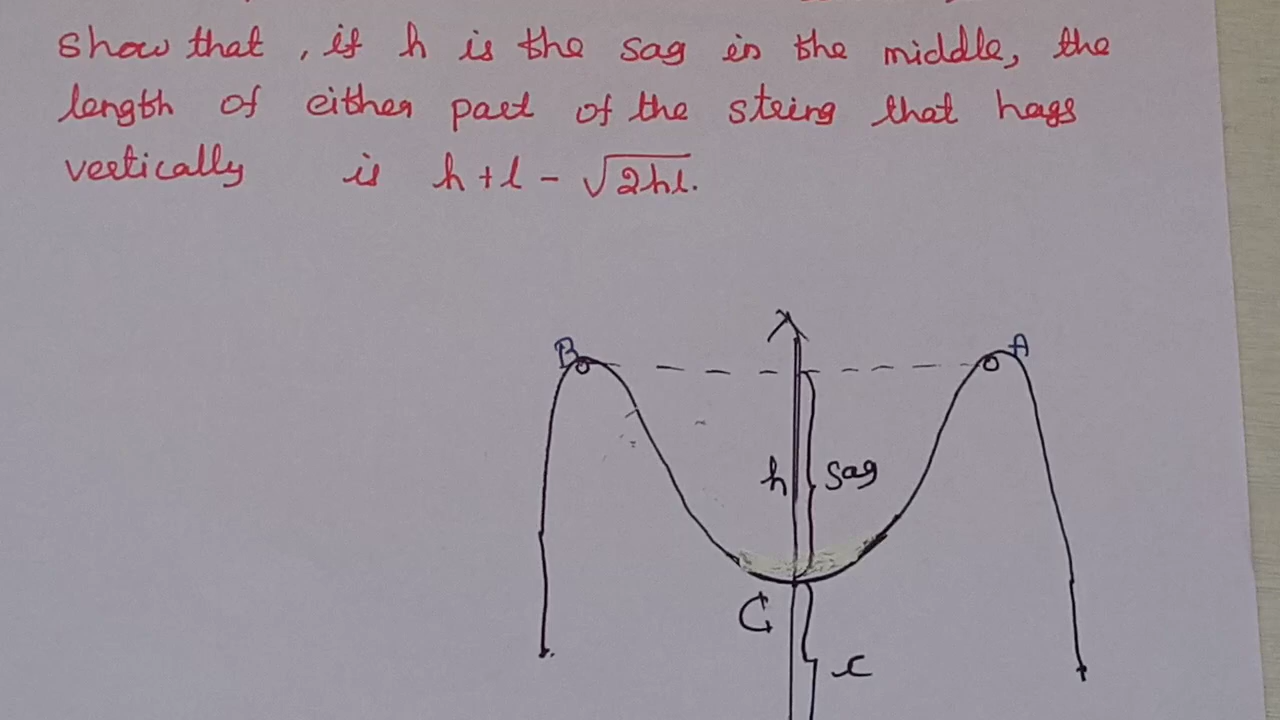 show that , if h is the sag in the middle, the
length of either part of the string that hags
vertically is h + l - √2hl.
B
A
h
sag
C
c